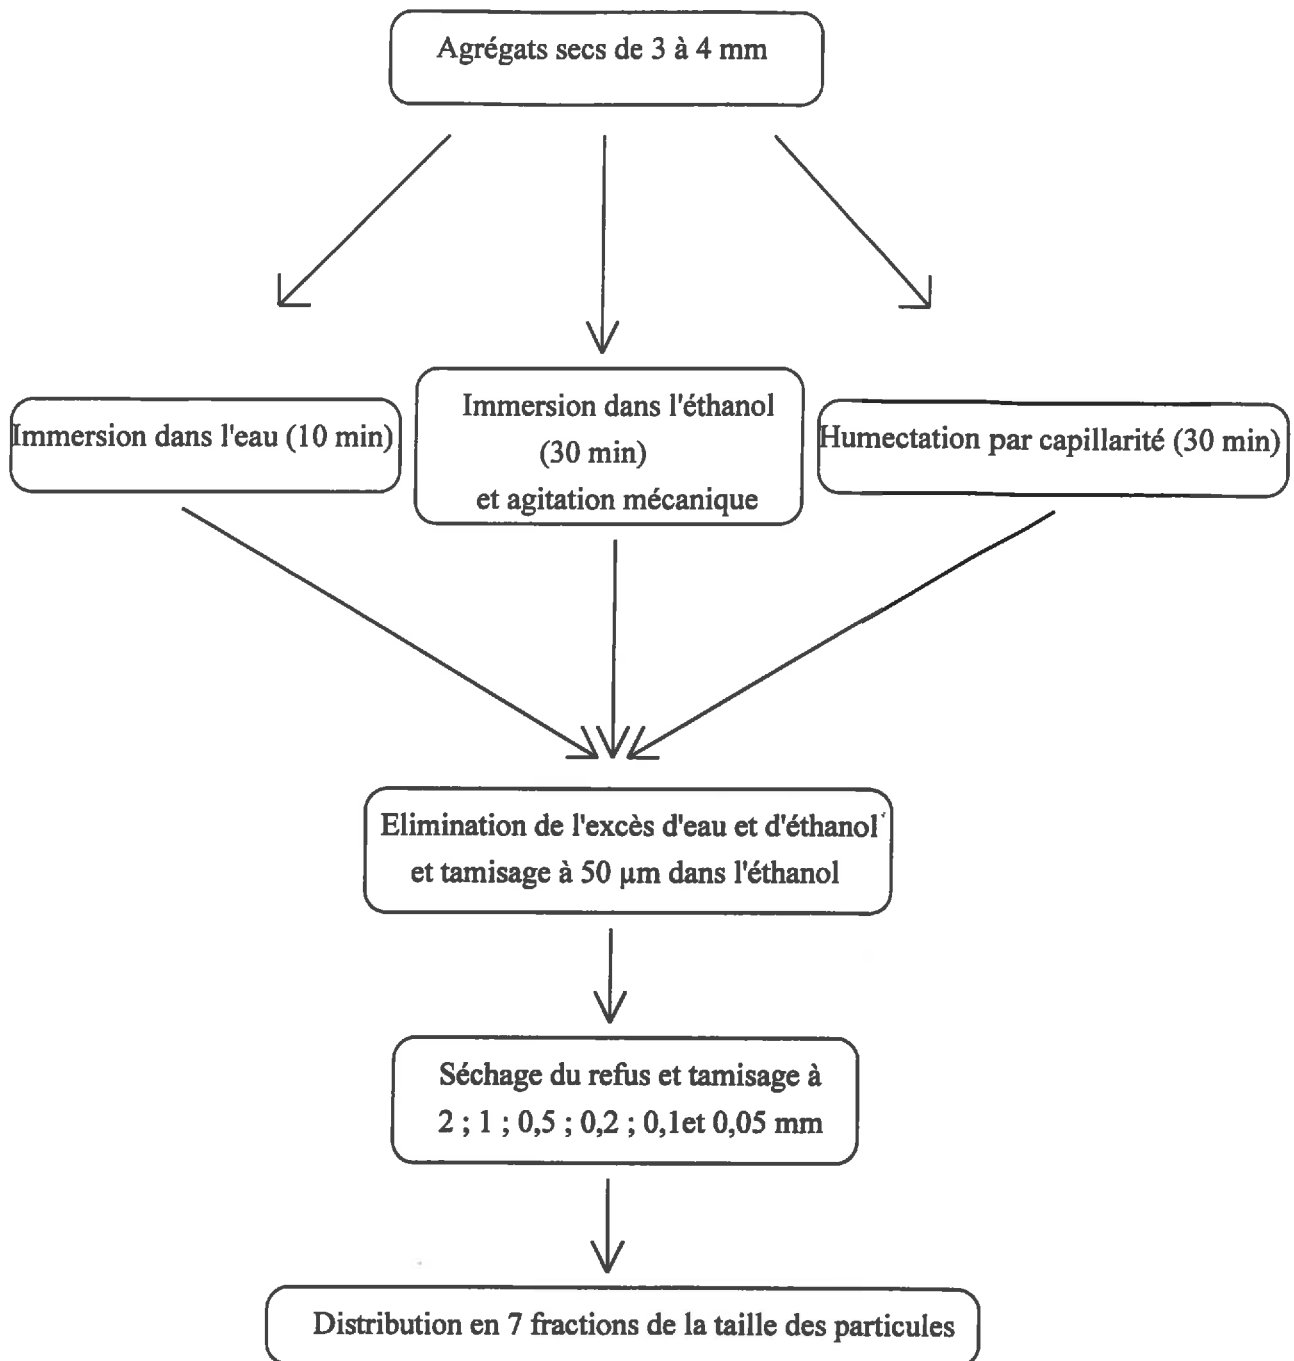 Agrégats secs de 3 à 4 mm
Immersion dans l'eau (10 min)
Immersion dans l'éthanol
(30 min)
et agitation mécanique
Humectation par capillarité (30 min)
Elimination de l'excès d'eau et d'éthanol
et tamisage à 50 µm dans l'éthanol
Séchage du refus et tamisage à
2 ; 1 ; 0,5 ; 0,2 ; 0,1et 0,05 mm
Distribution en 7 fractions de la taille des particules